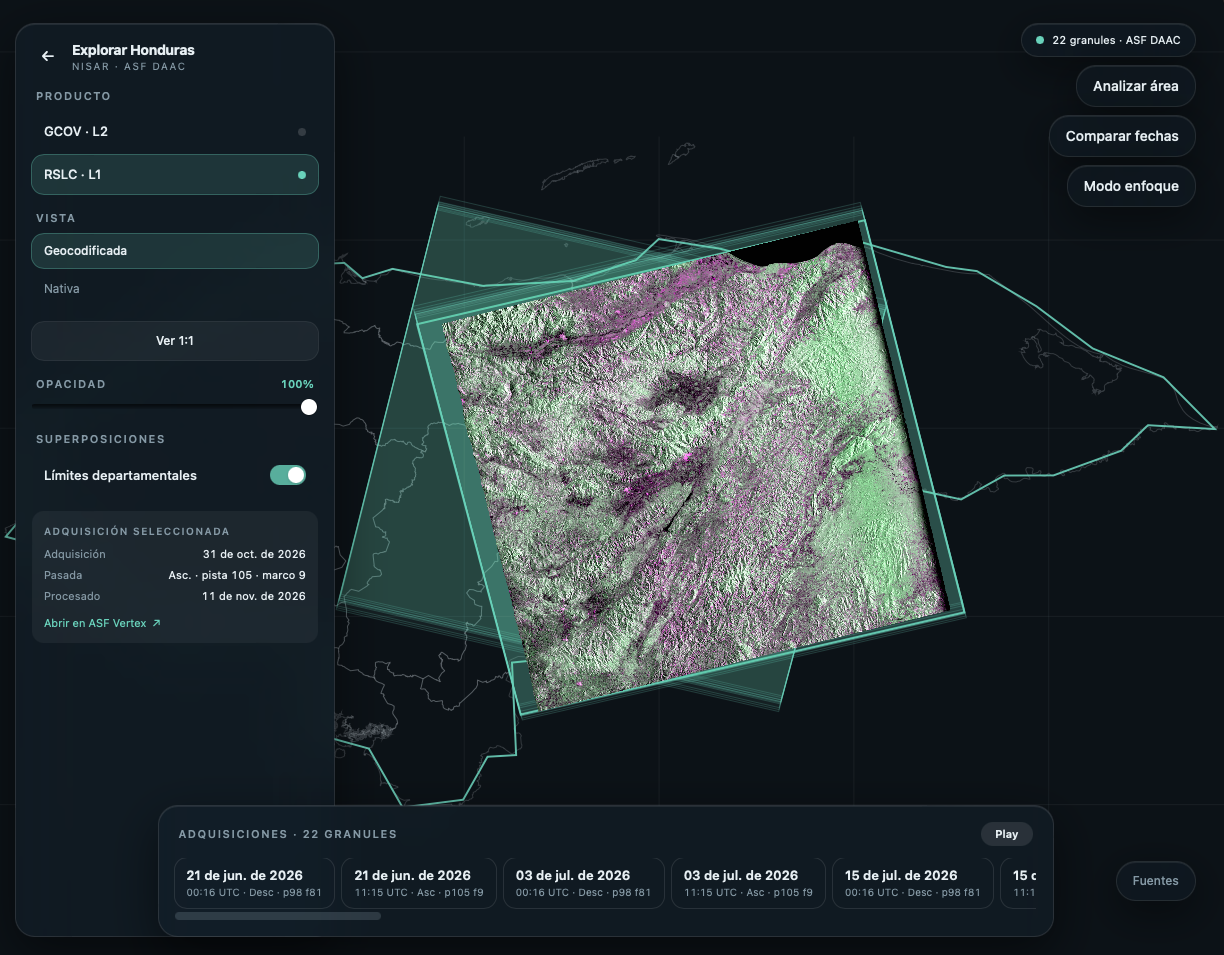 Explorar Honduras
NISAR · ASF DAAC
PRODUCTO
GCOV · L2
RSLC · L1
VISTA
Geocodificada
Nativa
Ver 1:1
OPACIDAD 100%
SUPERPOSICIONES
Límites departamentales
ADQUISICIÓN SELECCIONADA
Adquisición 31 de oct. de 2026
Pasada Asc. · pista 105 · marco 9
Procesado 11 de nov. de 2026
Abrir en ASF Vertex ↗
22 granules · ASF DAAC
Analizar área
Comparar fechas
Modo enfoque
ADQUISICIONES · 22 GRANULES
Play
21 de jun. de 2026
00:16 UTC · Desc · p98 f81
21 de jun. de 2026
11:15 UTC · Asc · p105 f9
03 de jul. de 2026
00:16 UTC · Desc · p98 f81
03 de jul. de 2026
11:15 UTC · Asc · p105 f9
15 de jul. de 2026
00:16 UTC · Desc · p98 f81
15 d
11:1
Fuentes